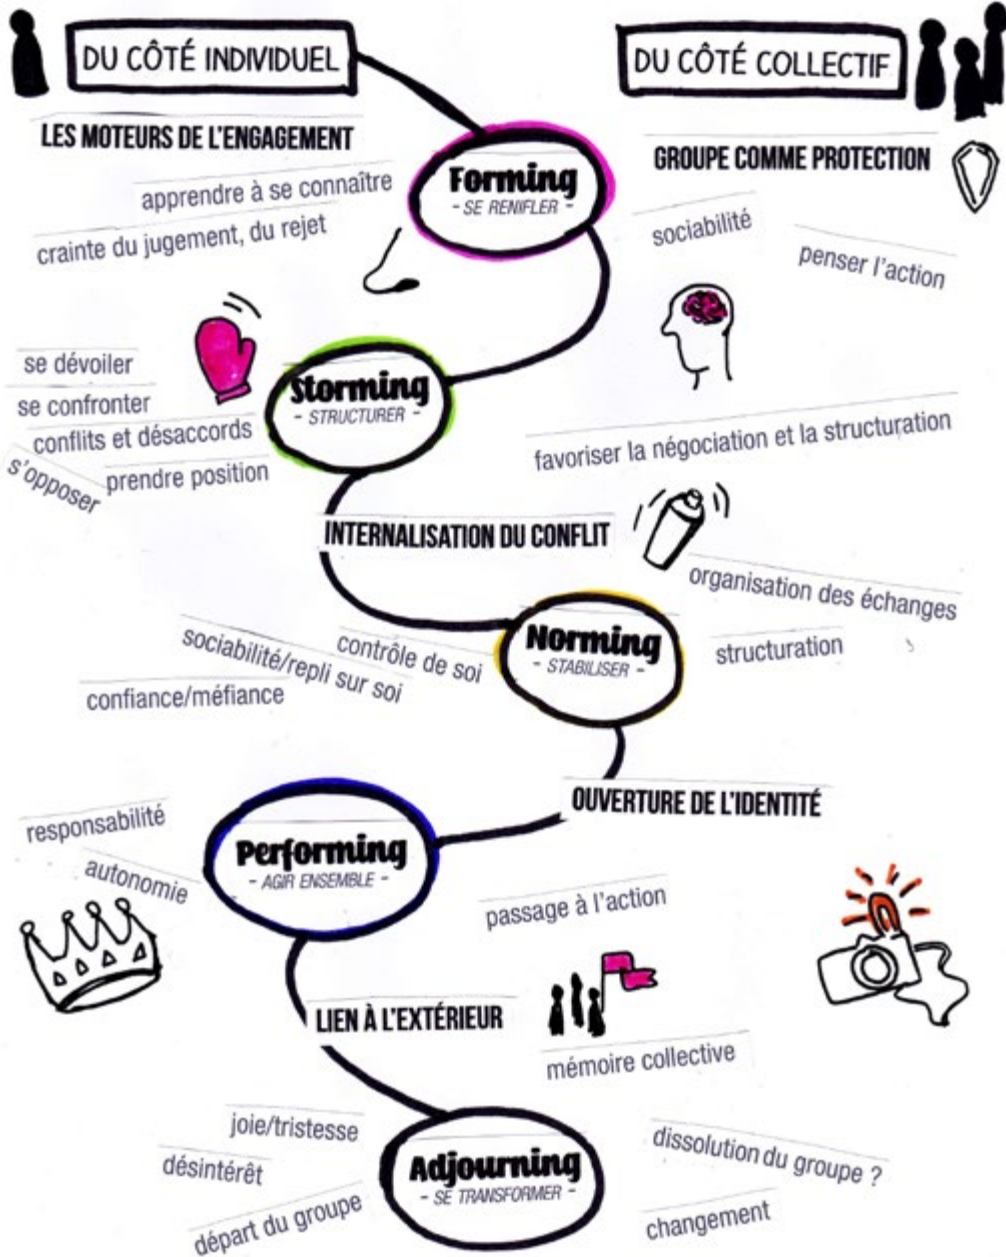 DU CÔTÉ INDIVIDUEL
DU CÔTÉ COLLECTIF
LES MOTEURS DE L'ENGAGEMENT
GROUPE COMME PROTECTION
Forming
- SE RENIFLER -
apprendre à se connaître
crainte du jugement, du rejet
sociabilité
penser l'action
Storming
- STRUCTURER -
se dévoiler
se confronter
conflits et désaccords
s'opposer
prendre position
favoriser la négociation et la structuration
INTERNALISATION DU CONFLIT
organisation des échanges
Norming
- STABILISER -
structuration
contrôle de soi
sociabilité/repli sur soi
confiance/méfiance
OUVERTURE DE L'IDENTITÉ
responsabilité
Performing
- AGIR ENSEMBLE -
autonomie
passage à l'action
LIEN À L'EXTÉRIEUR
mémoire collective
joie/tristesse
désintérêt
départ du groupe
Adjourning
- SE TRANSFORMER -
dissolution du groupe ?
changement